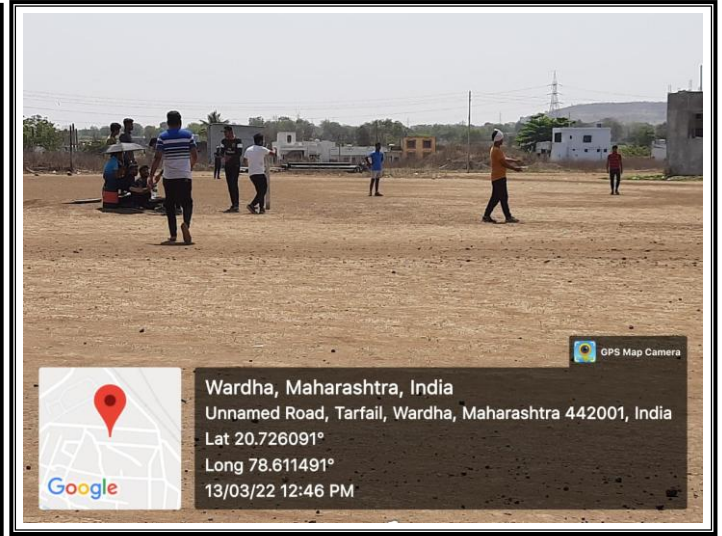 GPS Map Camera
Wardha, Maharashtra, India
Unnamed Road, Tarfail, Wardha, Maharashtra 442001, India
Lat 20.726091°
Long 78.611491°
13/03/22 12:46 PM
Google